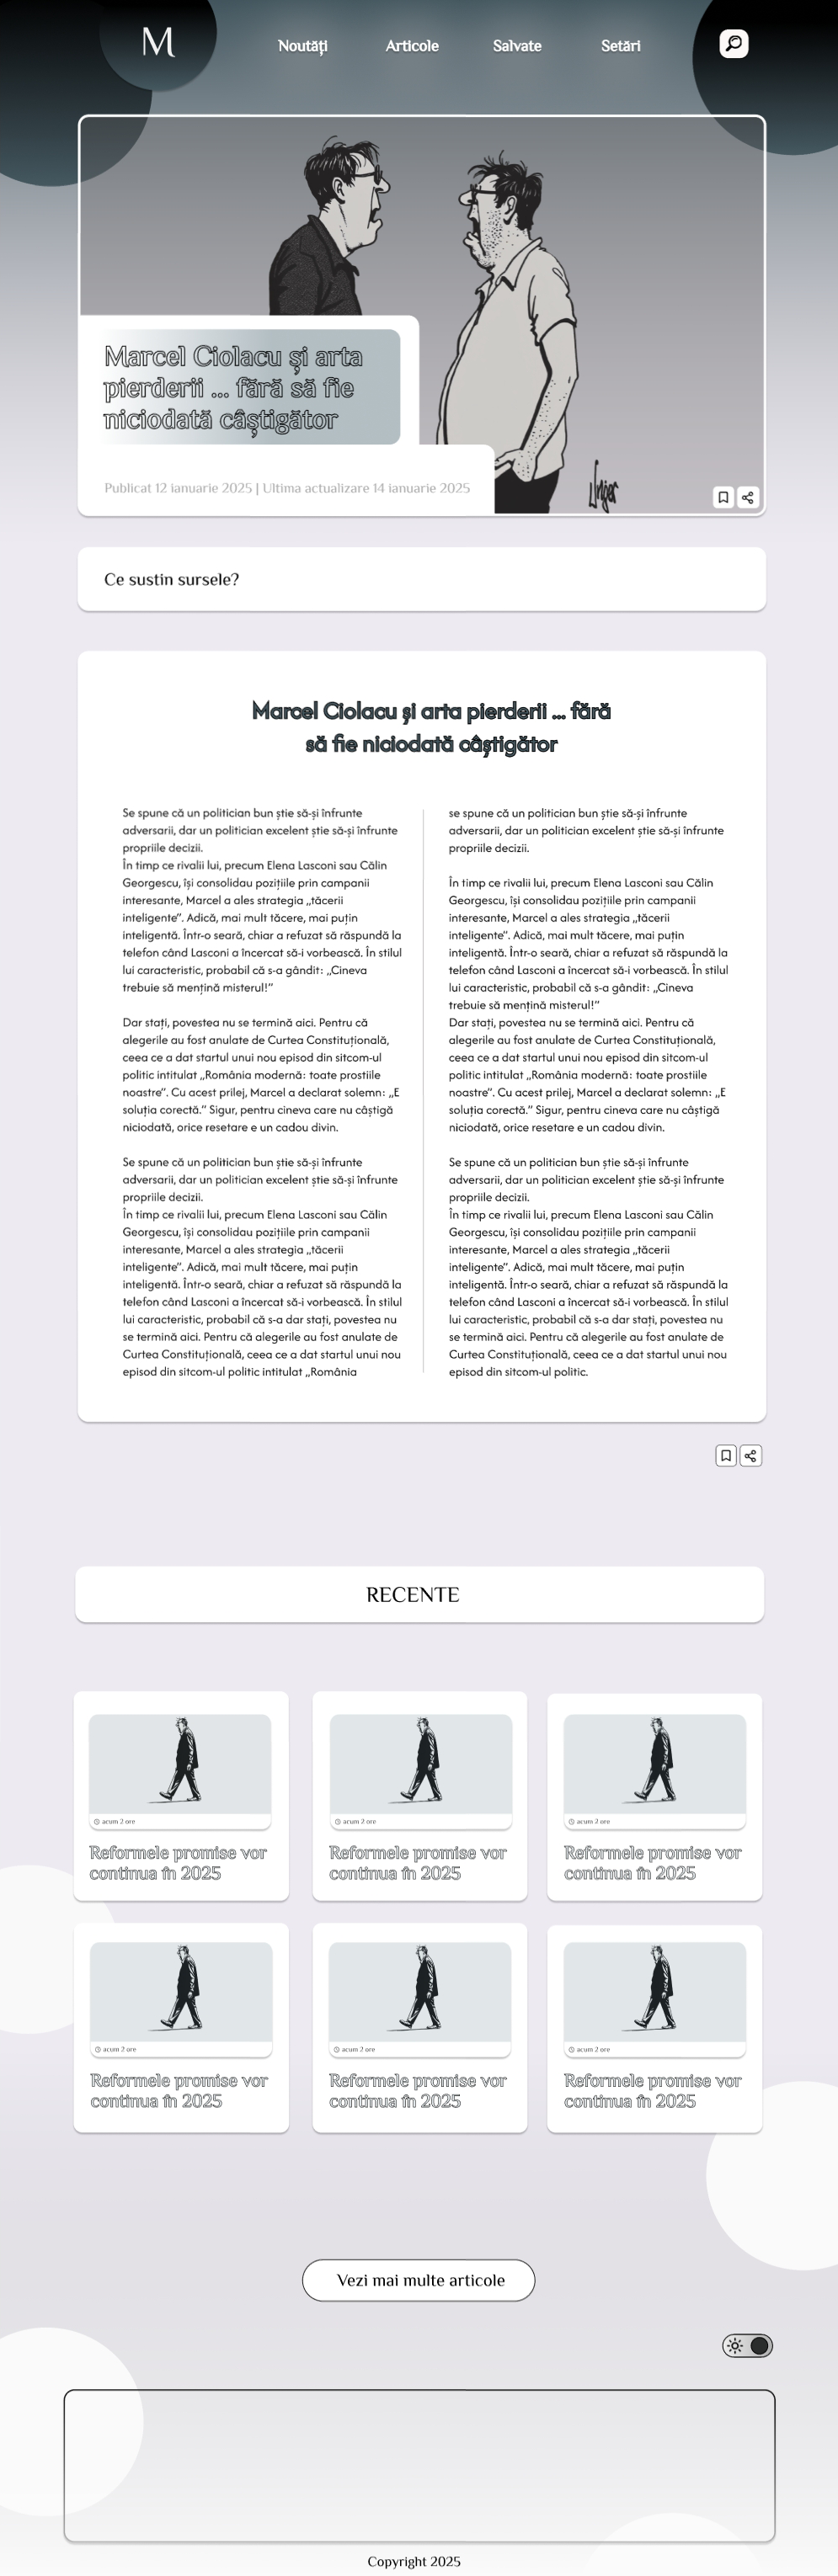 M
Noutăți
Articole
Salvate
Setări
Marcel Ciolacu și arta
pierderii ... fără să fie
niciodată câștigător
Publicat 12 ianuarie 2025 | Ultima actualizare 14 ianuarie 2025
Unger
Ce sustin sursele?
Marcel Ciolacu și arta pierderii ... fără
să fie niciodată câștigător
Se spune că un politician bun știe să-și înfrunte
adversarii, dar un politician excelent știe să-și înfrunte
propriile decizii.
În timp ce rivalii lui, precum Elena Lasconi sau Călin
Georgescu, își consolidau pozițiile prin campanii
interesante, Marcel a ales strategia „tăcerii
inteligente”. Adică, mai mult tăcere, mai puțin
inteligentă. Într-o seară, chiar a refuzat să răspundă la
telefon când Lasconi a încercat să-i vorbească. În stilul
lui caracteristic, probabil că s-a gândit: „Cineva
trebuie să mențină misterul!”
Dar stați, povestea nu se termină aici. Pentru că
alegerile au fost anulate de Curtea Constituțională,
ceea ce a dat startul unui nou episod din sitcom-ul
politic intitulat „România modernă: toate prostiile
noastre”. Cu acest prilej, Marcel a declarat solemn: „E
soluția corectă.” Sigur, pentru cineva care nu câștigă
niciodată, orice resetare e un cadou divin.
Se spune că un politician bun știe să-și înfrunte
adversarii, dar un politician excelent știe să-și înfrunte
propriile decizii.
În timp ce rivalii lui, precum Elena Lasconi sau Călin
Georgescu, își consolidau pozițiile prin campanii
interesante, Marcel a ales strategia „tăcerii
inteligente”. Adică, mai mult tăcere, mai puțin
inteligentă. Într-o seară, chiar a refuzat să răspundă la
telefon când Lasconi a încercat să-i vorbească. În stilul
lui caracteristic, probabil că s-a dar stați, povestea nu
se termină aici. Pentru că alegerile au fost anulate de
Curtea Constituțională, ceea ce a dat startul unui nou
episod din sitcom-ul politic intitulat „România
se spune că un politician bun știe să-și înfrunte
adversarii, dar un politician excelent știe să-și înfrunte
propriile decizii.
În timp ce rivalii lui, precum Elena Lasconi sau Călin
Georgescu, își consolidau pozițiile prin campanii
interesante, Marcel a ales strategia „tăcerii
inteligente”. Adică, mai mult tăcere, mai puțin
inteligentă. Într-o seară, chiar a refuzat să răspundă la
telefon când Lasconi a încercat să-i vorbească. În stilul
lui caracteristic, probabil că s-a gândit: „Cineva
trebuie să mențină misterul!”
Dar stați, povestea nu se termină aici. Pentru că
alegerile au fost anulate de Curtea Constituțională,
ceea ce a dat startul unui nou episod din sitcom-ul
politic intitulat „România modernă: toate prostiile
noastre”. Cu acest prilej, Marcel a declarat solemn: „E
soluția corectă.” Sigur, pentru cineva care nu câștigă
niciodată, orice resetare e un cadou divin.
Se spune că un politician bun știe să-și înfrunte
adversarii, dar un politician excelent știe să-și înfrunte
propriile decizii.
În timp ce rivalii lui, precum Elena Lasconi sau Călin
Georgescu, își consolidau pozițiile prin campanii
interesante, Marcel a ales strategia „tăcerii
inteligente”. Adică, mai mult tăcere, mai puțin
inteligentă. Într-o seară, chiar a refuzat să răspundă la
telefon când Lasconi a încercat să-i vorbească. În stilul
lui caracteristic, probabil că s-a dar stați, povestea nu
se termină aici. Pentru că alegerile au fost anulate de
Curtea Constituțională, ceea ce a dat startul unui nou
episod din sitcom-ul politic.
RECENTE
acum 2 ore
Reformele promise vor
continua în 2025
acum 2 ore
Reformele promise vor
continua în 2025
acum 2 ore
Reformele promise vor
continua în 2025
acum 2 ore
Reformele promise vor
continua în 2025
acum 2 ore
Reformele promise vor
continua în 2025
acum 2 ore
Reformele promise vor
continua în 2025
Vezi mai multe articole
Copyright 2025